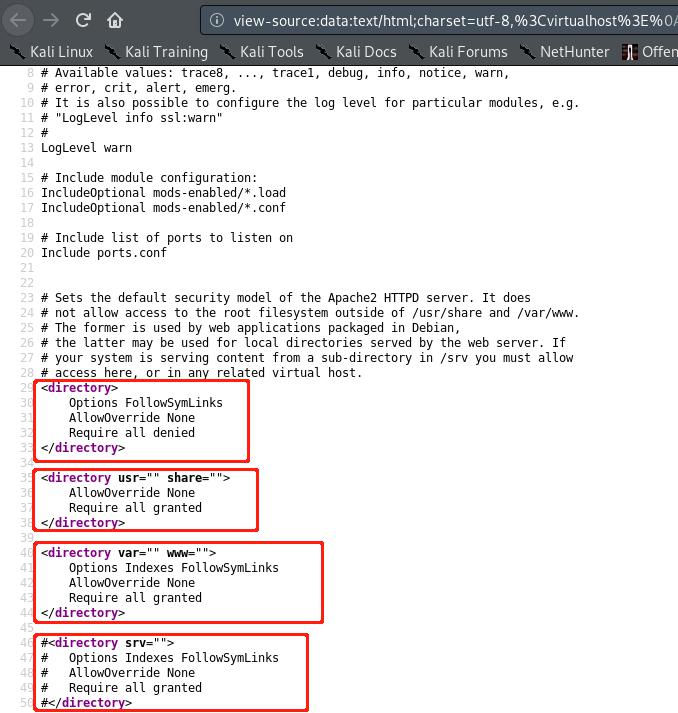 view-source:data:text/html;charset=utf-8,%3Cvirtualhost%3E%0A
Kali Linux Kali Training Kali Tools Kali Docs Kali Forums NetHunter Offen
8 # Available values: trace8, ..., trace1, debug, info, notice, warn,
9 # error, crit, alert, emerg.
10 # It is also possible to configure the log level for particular modules, e.g.
11 # "LogLevel info ssl:warn"
12 #
13 LogLevel warn
14
15 # Include module configuration:
16 IncludeOptional mods-enabled/*.load
17 IncludeOptional mods-enabled/*.conf
18
19 # Include list of ports to listen on
20 Include ports.conf
21
22
23 # Sets the default security model of the Apache2 HTTPD server. It does
24 # not allow access to the root filesystem outside of /usr/share and /var/www.
25 # The former is used by web applications packaged in Debian,
26 # the latter may be used for local directories served by the web server. If
27 # your system is serving content from a sub-directory in /srv you must allow
28 # access here, or in any related virtual host.
29 <directory>
30 Options FollowSymLinks
31 AllowOverride None
32 Require all denied
33 </directory>
34
35 <directory usr="" share="">
36 AllowOverride None
37 Require all granted
38 </directory>
39
40 <directory var="" www="">
41 Options Indexes FollowSymLinks
42 AllowOverride None
43 Require all granted
44 </directory>
45
46 #<directory srv="">
47 # Options Indexes FollowSymLinks
48 # AllowOverride None
49 # Require all granted
50 #</directory>